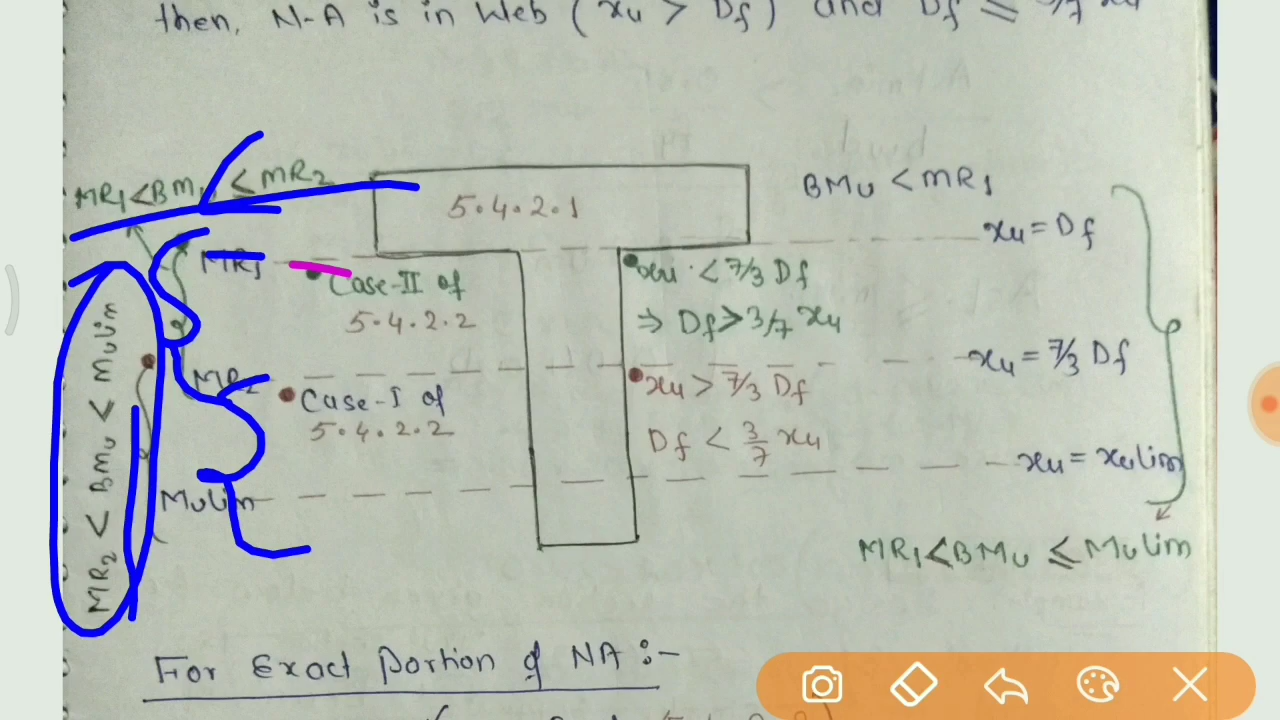 then, N-A is in Web (xu > Df) and Df ≤ 3/7 xu
MR1<BMu <MR2
5.4.2.1
BMu <MR1
xu = Df
MR1
Case-II of
5.4.2.2
xu < 7/3 Df
⇒ Df>3/7 xu
xu = 7/3 Df
MR2 < BMu < Mulim
MR2
Case-I of
5.4.2.2
xu > 7/3 Df
Df < 3/7 xu
xu = xulim
Mulim
MR1<BMu ≤ Mulim
For Exact Portion of NA :-